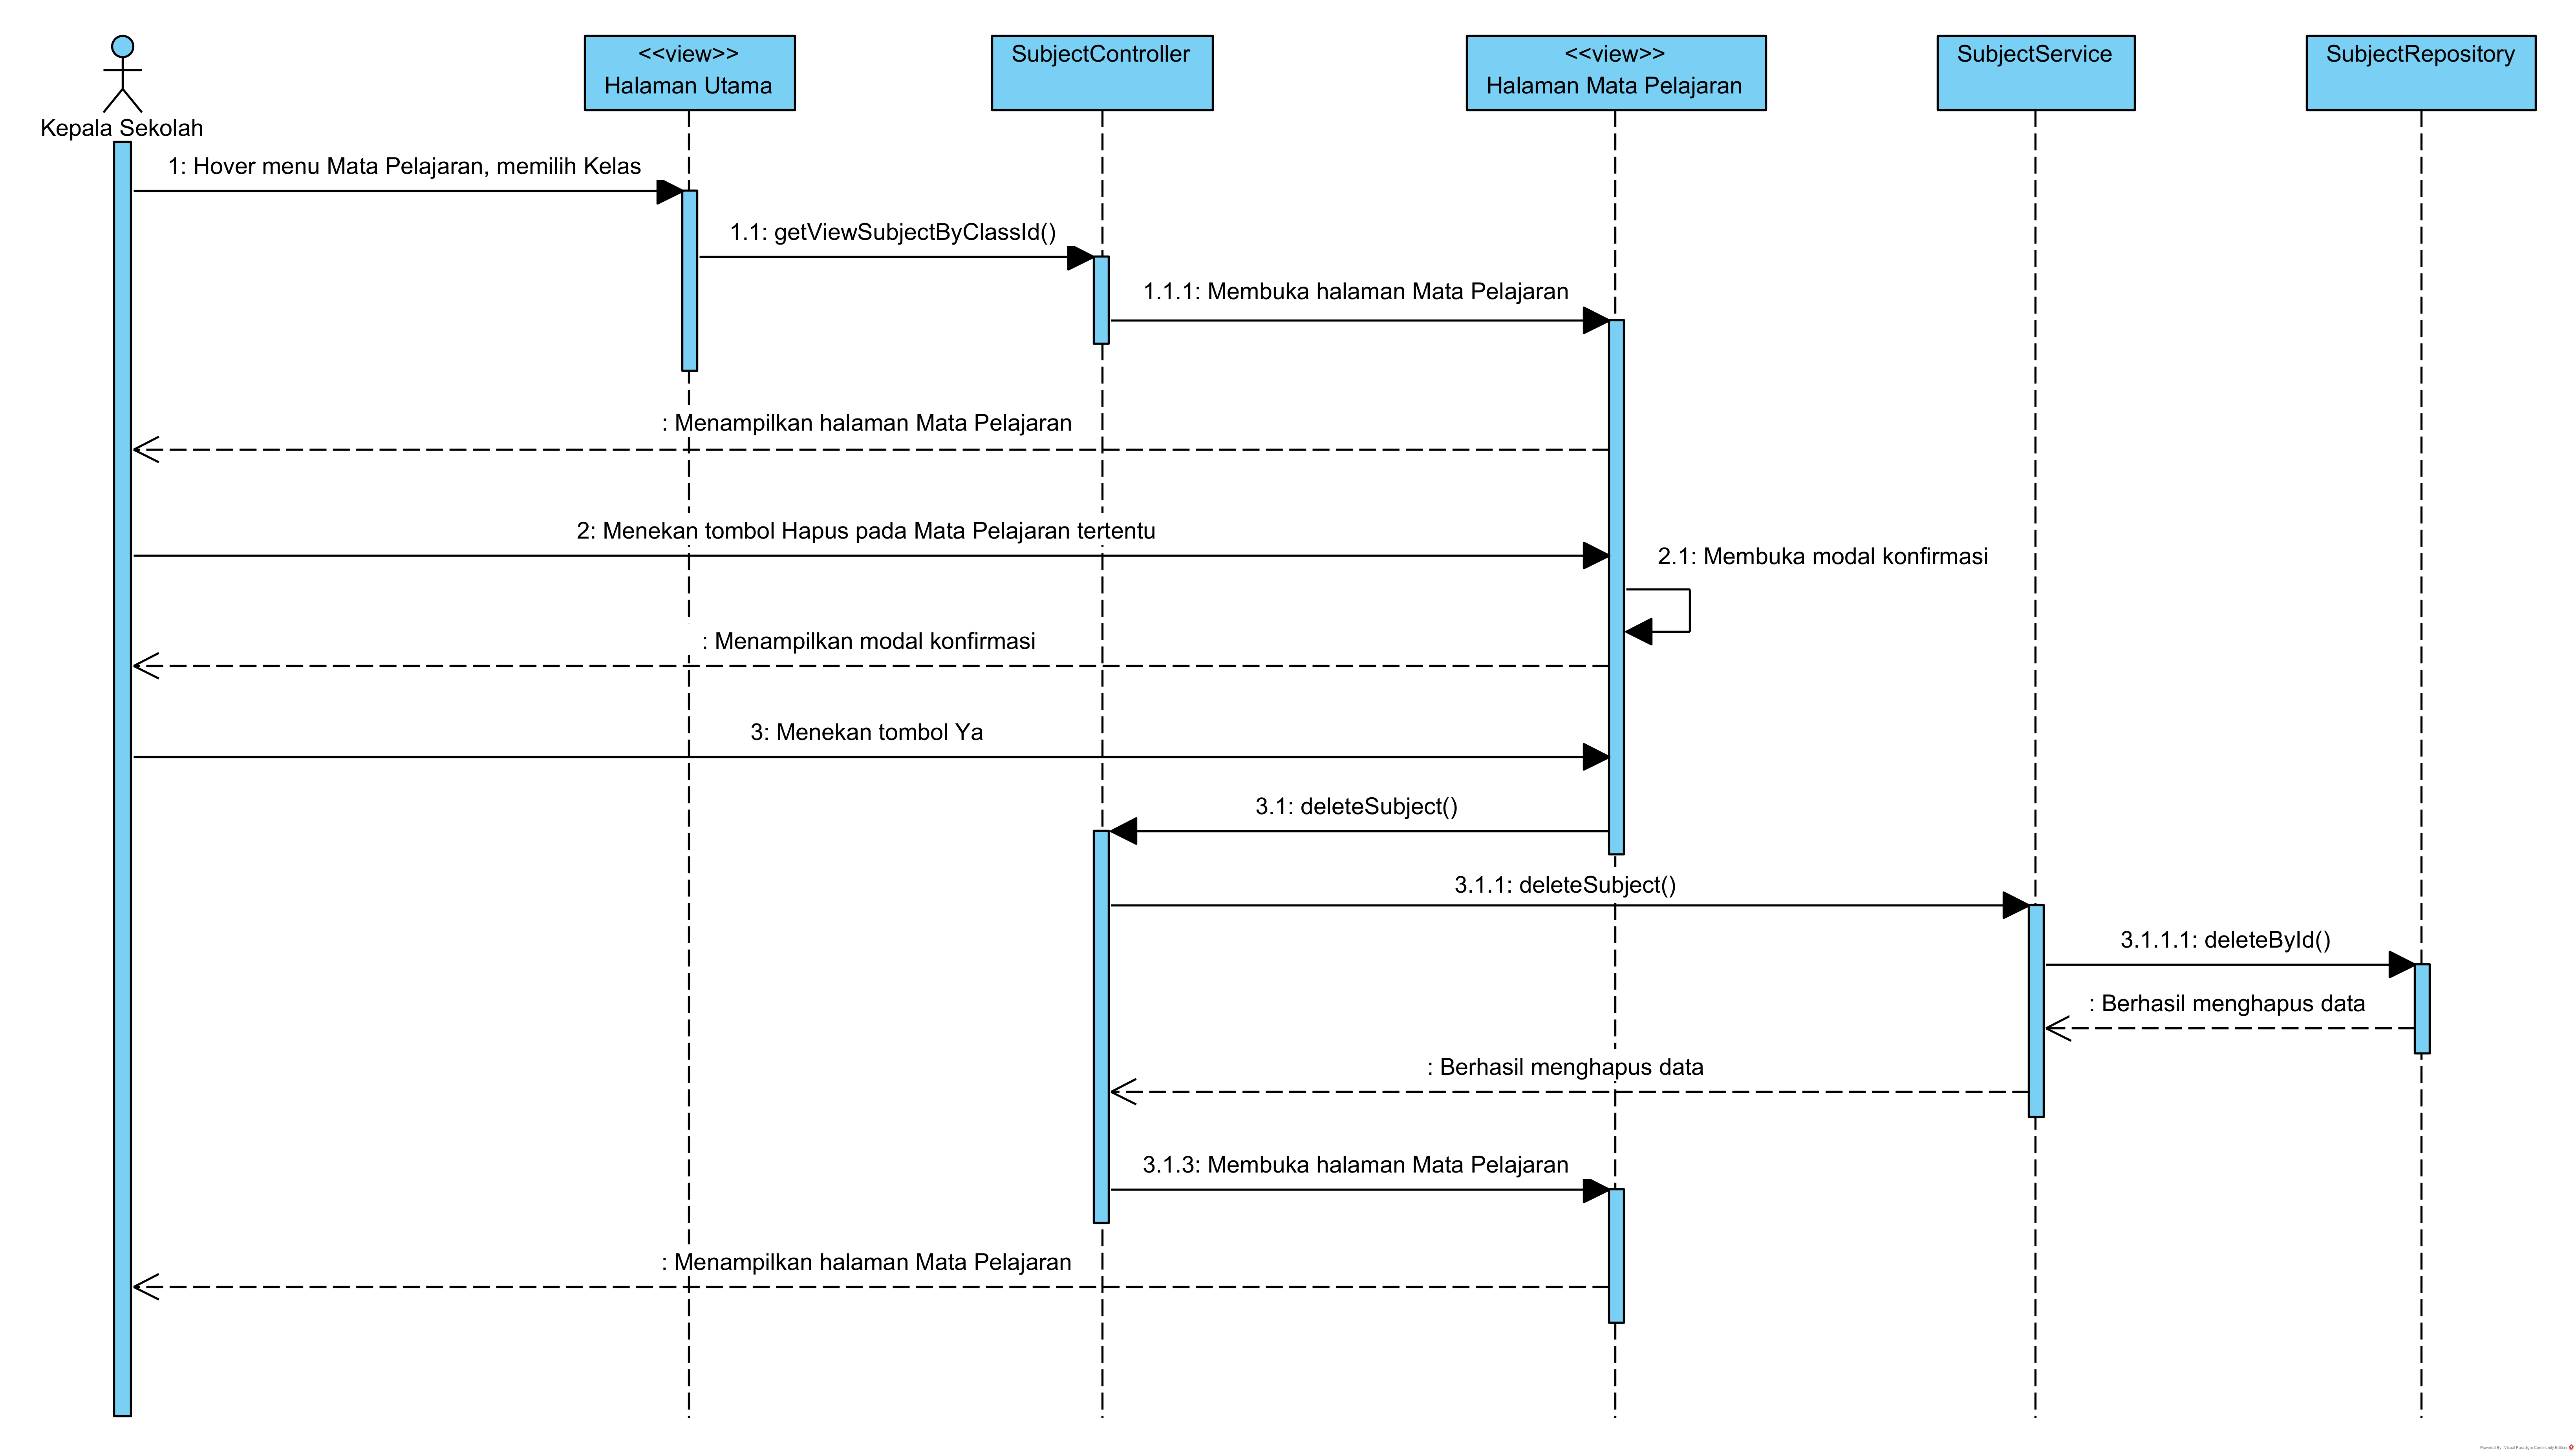 <<view>>
Halaman Utama
SubjectController
<<view>>
Halaman Mata Pelajaran
SubjectService
SubjectRepository
Kepala Sekolah
1: Hover menu Mata Pelajaran, memilih Kelas
1.1: getViewSubjectByClassId()
1.1.1: Membuka halaman Mata Pelajaran
: Menampilkan halaman Mata Pelajaran
2: Menekan tombol Hapus pada Mata Pelajaran tertentu
2.1: Membuka modal konfirmasi
: Menampilkan modal konfirmasi
3: Menekan tombol Ya
3.1: deleteSubject()
3.1.1: deleteSubject()
3.1.1.1: deleteById()
: Berhasil menghapus data
: Berhasil menghapus data
3.1.3: Membuka halaman Mata Pelajaran
: Menampilkan halaman Mata Pelajaran
Powered By: Visual Paradigm Community Edition